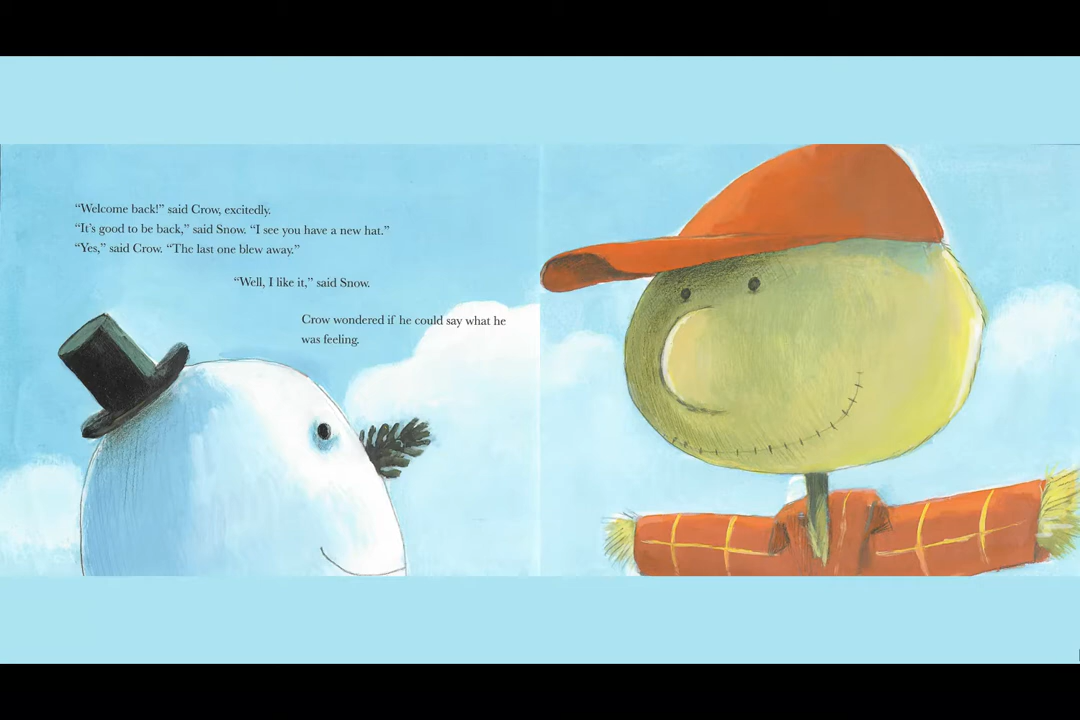 “Welcome back!” said Crow, excitedly.
“It’s good to be back,” said Snow. “I see you have a new hat.”
“Yes,” said Crow. “The last one blew away.”
“Well, I like it,” said Snow.
Crow wondered if he could say what he
was feeling.